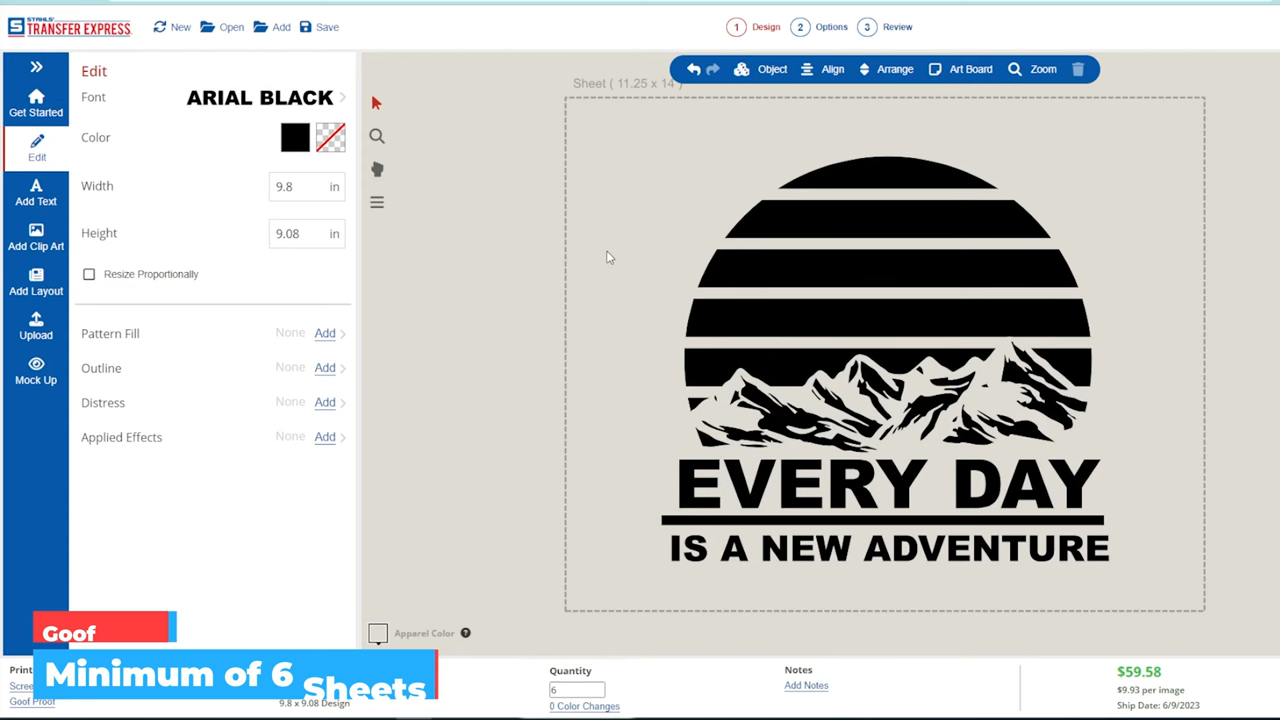 STAHLS'
TRANSFER EXPRESS
New
Open
Add
Save
1 Design
2 Options
3 Review
Get Started
Edit
Add Text
Add Clip Art
Add Layout
Upload
Mock Up
Edit
Font ARIAL BLACK
Color
Width 9.8 in
Height 9.08 in
Resize Proportionally
Pattern Fill None Add
Outline None Add
Distress None Add
Applied Effects None Add
Sheet ( 11.25 x 14 )
Object
Align
Arrange
Art Board
Zoom
EVERY DAY
IS A NEW ADVENTURE
Apparel Color ?
Goof
Minimum of 6 Sheets
Goof Proof
9.8 x 9.08 Design
Quantity
6
0 Color Changes
Notes
Add Notes
$59.58
$9.93 per image
Ship Date: 6/9/2023